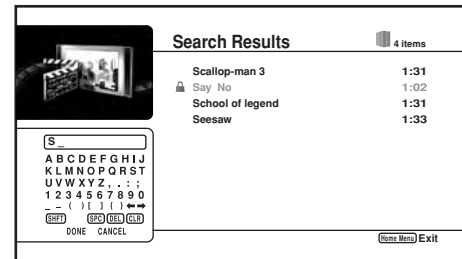 Search Results
4 items
Scallop-man 3 1:31
Say No 1:02
School of legend 1:31
Seesaw 1:33
S_
A B C D E F G H I J
K L M N O P Q R S T
U V W X Y Z , . : ;
1 2 3 4 5 6 7 8 9 0
_ – ( ) [ ] { } ← →
SHFT SPC DEL CLR
DONE CANCEL
Home Menu Exit